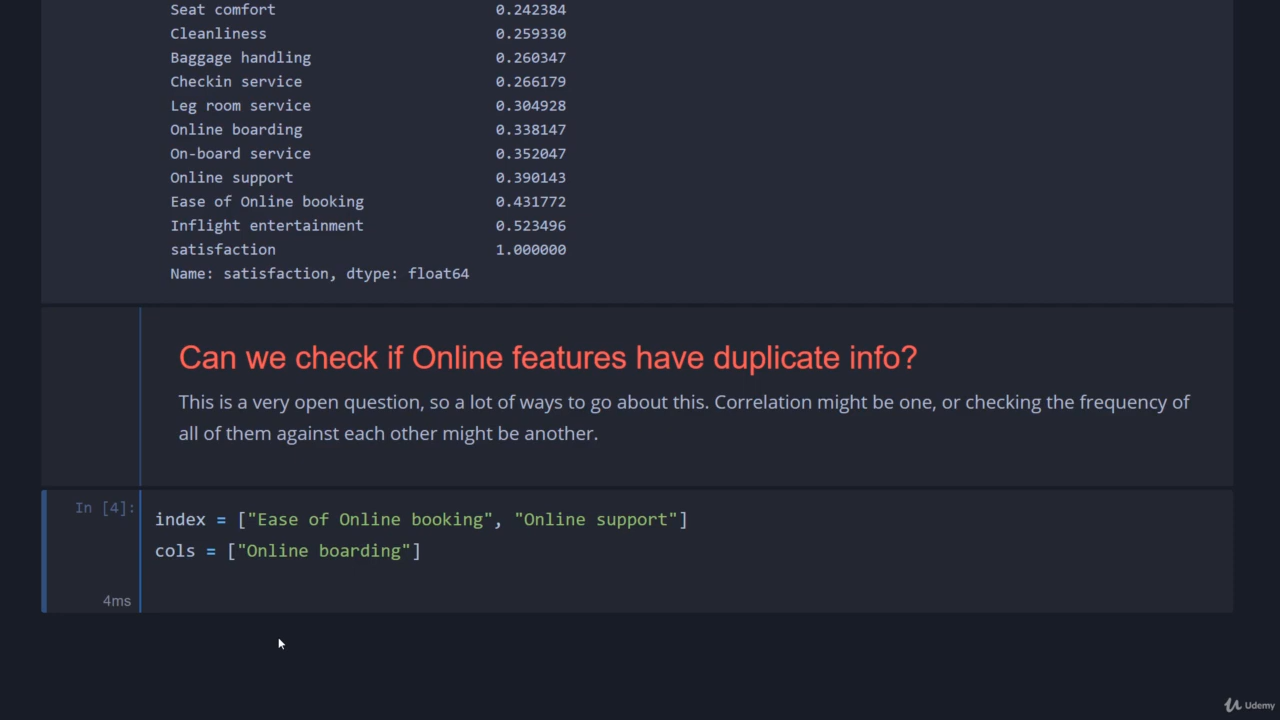 Seat comfort 0.242384
Cleanliness 0.259330
Baggage handling 0.260347
Checkin service 0.266179
Leg room service 0.304928
Online boarding 0.338147
On-board service 0.352047
Online support 0.390143
Ease of Online booking 0.431772
Inflight entertainment 0.523496
satisfaction 1.000000
Name: satisfaction, dtype: float64
Can we check if Online features have duplicate info?
This is a very open question, so a lot of ways to go about this. Correlation might be one, or checking the frequency of
all of them against each other might be another.
In [4]:
index = ["Ease of Online booking", "Online support"]
cols = ["Online boarding"]
4ms
Udemy